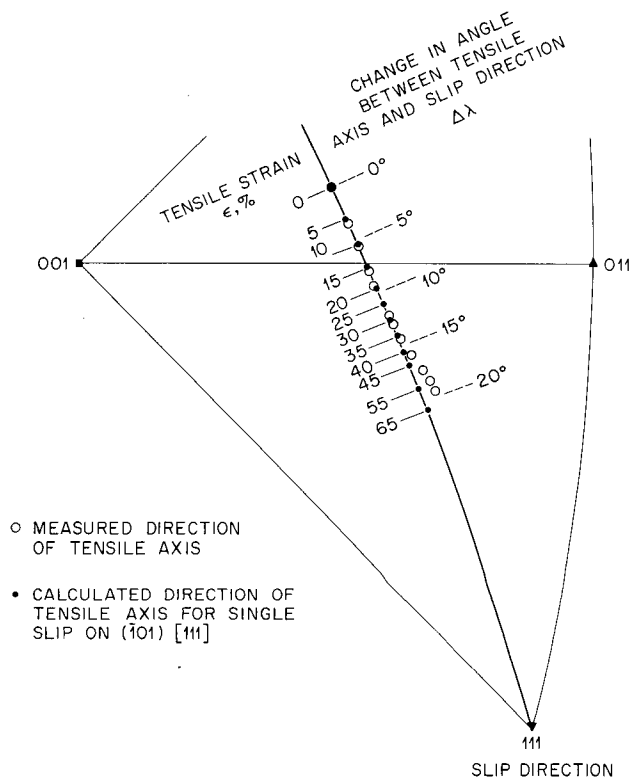 CHANGE IN ANGLE
BETWEEN TENSILE
AXIS AND SLIP DIRECTION
Δλ
TENSILE STRAIN
ϵ,%
0
0°
5
5°
10
001
011
15
10°
20
25
30
15°
35
40
45
20°
55
65
○ MEASURED DIRECTION
OF TENSILE AXIS
• CALCULATED DIRECTION OF
TENSILE AXIS FOR SINGLE
SLIP ON (1̄01) [111]
111
SLIP DIRECTION